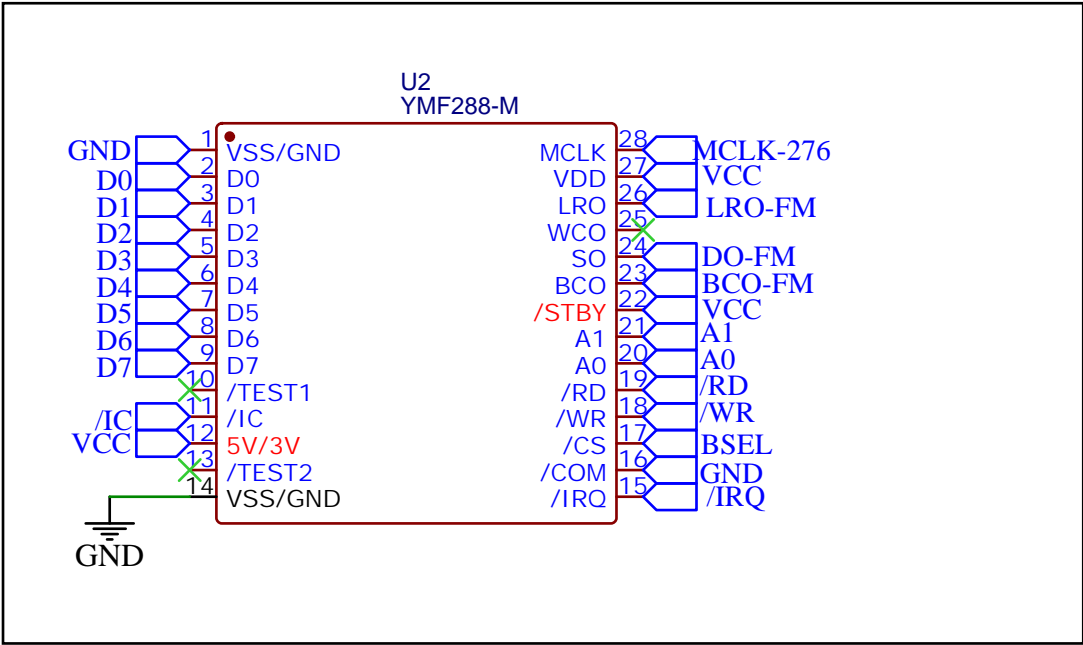 U2
YMF288-M
GND 1 VSS/GND MCLK 28 MCLK-276
D0 2 D0 VDD 27 VCC
D1 3 D1 LRO 26 LRO-FM
D2 4 D2 WCO 25
D3 5 D3 SO 24 DO-FM
D4 6 D4 BCO 23 BCO-FM
D5 7 D5 /STBY 22 VCC
D6 8 D6 A1 21 A1
D7 9 D7 A0 20 A0
10 /TEST1 /RD 19 /RD
/IC 11 /IC /WR 18 /WR
VCC 12 5V/3V /CS 17 BSEL
13 /TEST2 /COM 16 GND
14 VSS/GND /IRQ 15 /IRQ
GND